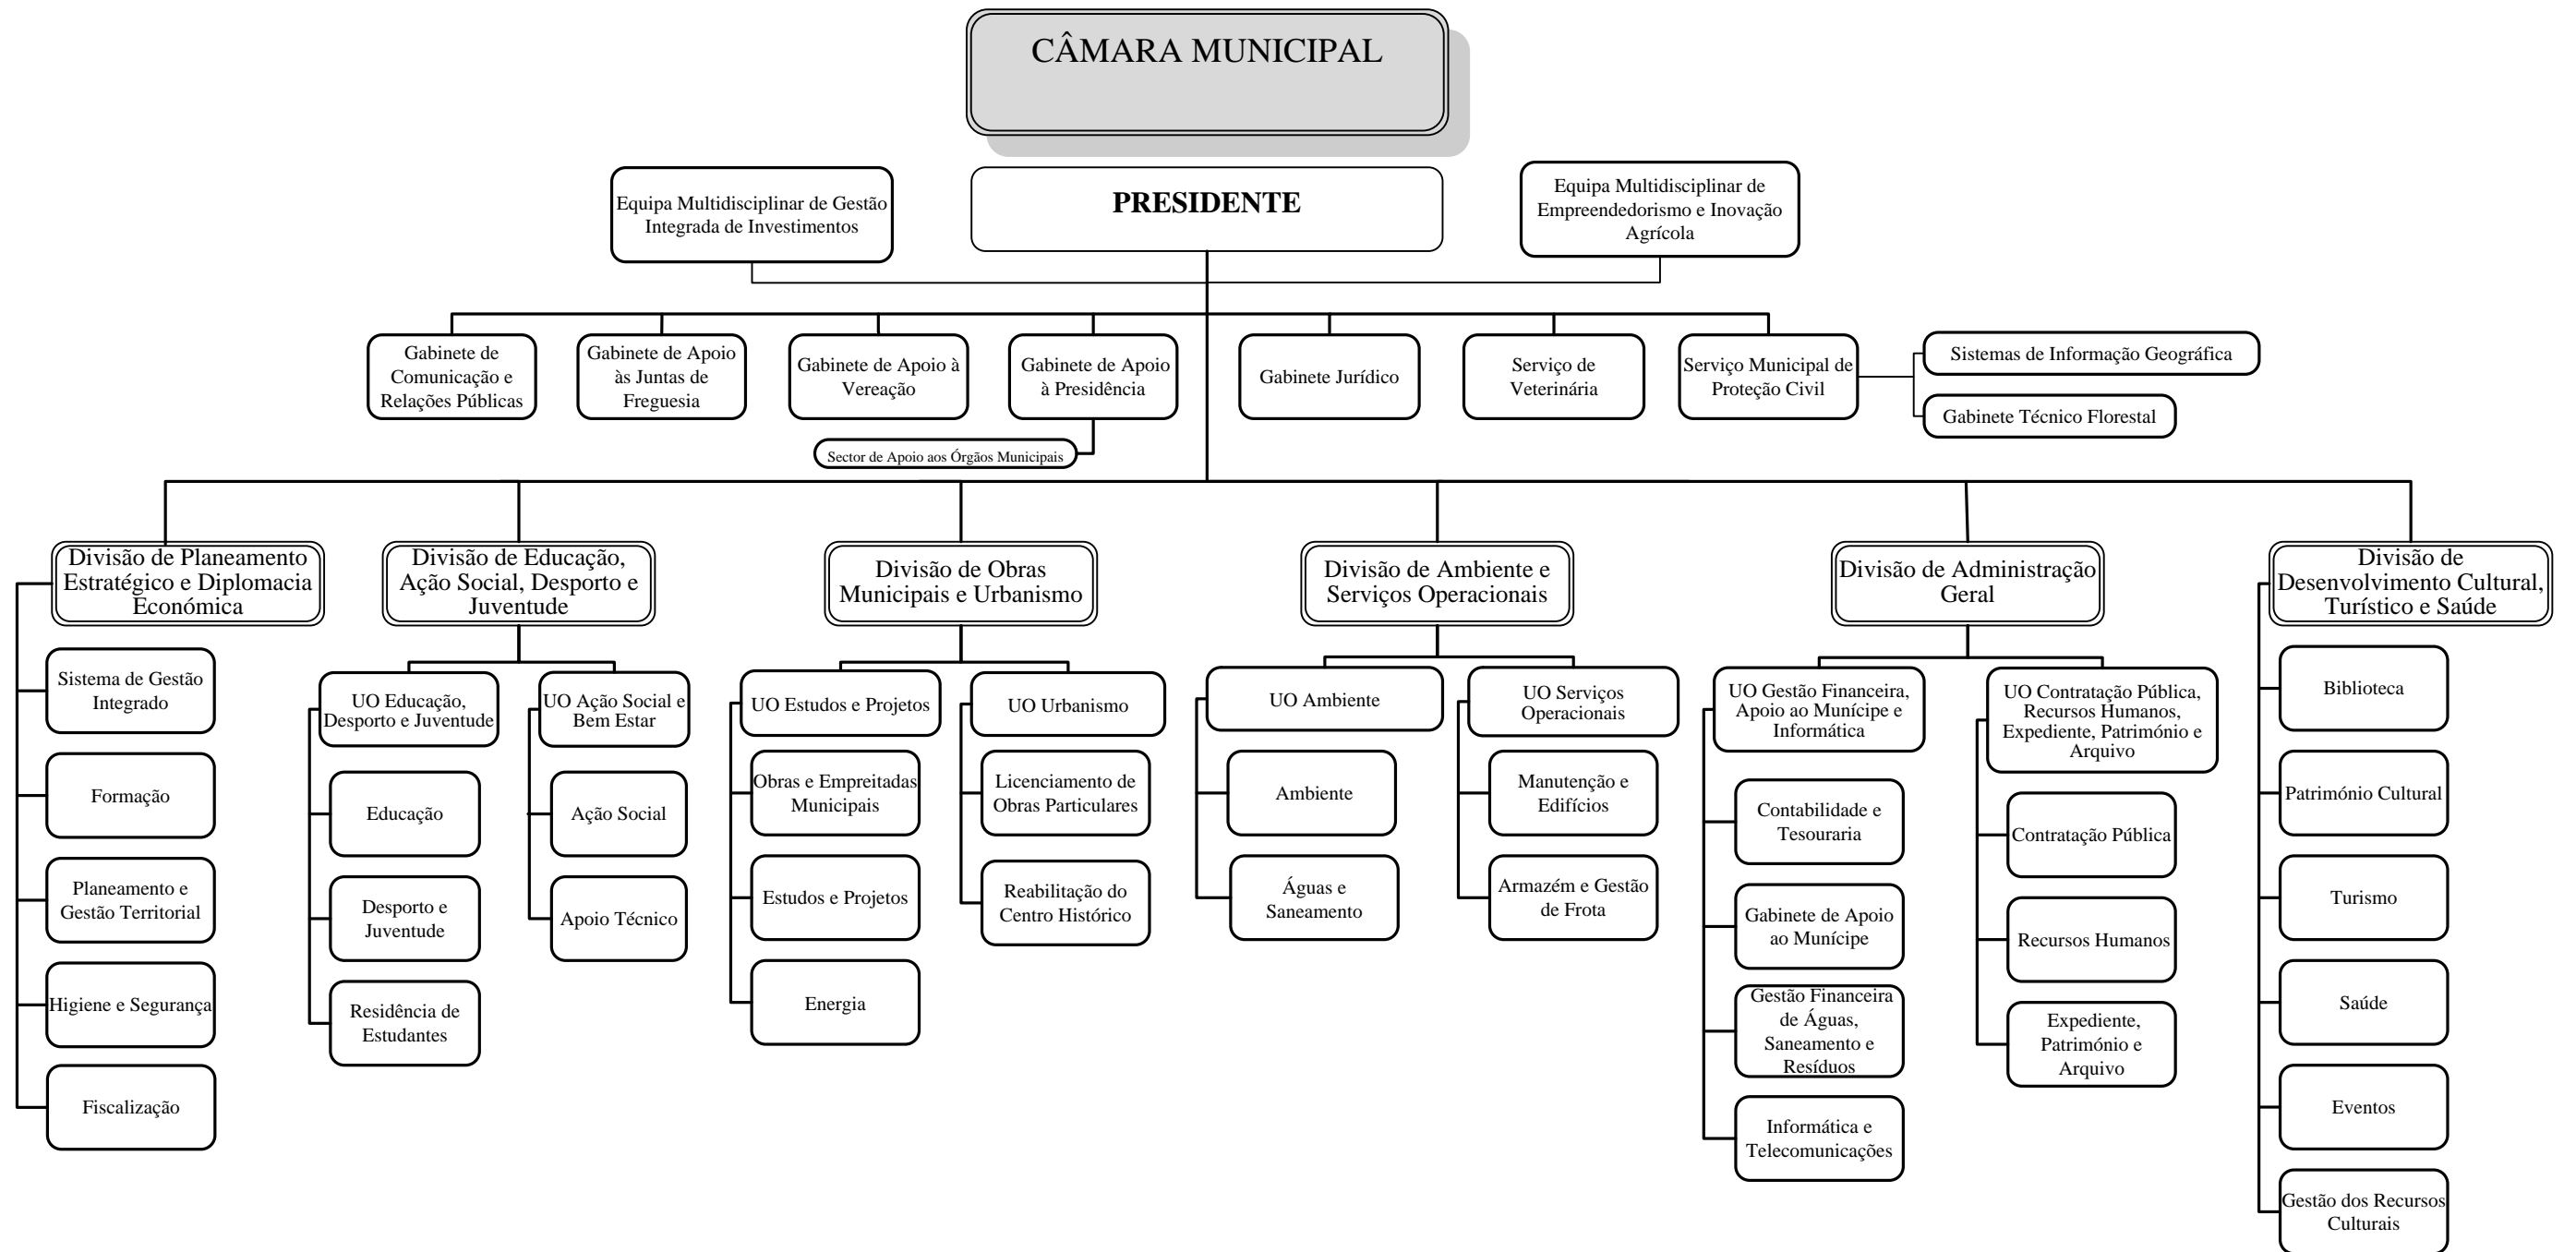 CÂMARA MUNICIPAL
Equipa Multidisciplinar de Gestão
Integrada de Investimentos
PRESIDENTE
Equipa Multidisciplinar de
Empreendedorismo e Inovação
Agrícola
Gabinete de
Comunicação e
Relações Públicas
Gabinete de Apoio
às Juntas de
Freguesia
Gabinete de Apoio à
Vereação
Gabinete de Apoio
à Presidência
Gabinete Jurídico
Serviço de
Veterinária
Serviço Municipal de
Proteção Civil
Sistemas de Informação Geográfica
Gabinete Técnico Florestal
Sector de Apoio aos Órgãos Municipais
Divisão de Planeamento
Estratégico e Diplomacia
Económica
Divisão de Educação,
Ação Social, Desporto e
Juventude
Divisão de Obras
Municipais e Urbanismo
Divisão de Ambiente e
Serviços Operacionais
Divisão de Administração
Geral
Divisão de
Desenvolvimento Cultural,
Turístico e Saúde
Sistema de Gestão
Integrado
Formação
Planeamento e
Gestão Territorial
Higiene e Segurança
Fiscalização
UO Educação,
Desporto e Juventude
Educação
Desporto e
Juventude
Residência de
Estudantes
UO Ação Social e
Bem Estar
Ação Social
Apoio Técnico
UO Estudos e Projetos
Obras e Empreitadas
Municipais
Estudos e Projetos
Energia
UO Urbanismo
Licenciamento de
Obras Particulares
Reabilitação do
Centro Histórico
UO Ambiente
Ambiente
Águas e
Saneamento
UO Serviços
Operacionais
Manutenção e
Edifícios
Armazém e Gestão
de Frota
UO Gestão Financeira,
Apoio ao Munícipe e
Informática
Contabilidade e
Tesouraria
Gabinete de Apoio
ao Munícipe
Gestão Financeira
de Águas,
Saneamento e
Resíduos
Informática e
Telecomunicações
UO Contratação Pública,
Recursos Humanos,
Expediente, Património e
Arquivo
Contratação Pública
Recursos Humanos
Expediente,
Património e
Arquivo
Biblioteca
Património Cultural
Turismo
Saúde
Eventos
Gestão dos Recursos
Culturais